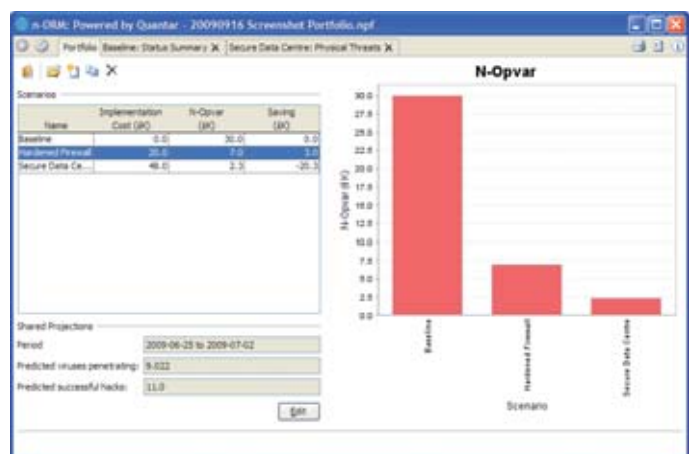 n-ORM: Powered by Quantar - 20090916 Screenshot Portfolio.npf
Portfolio Baseline: Status Summary X Secure Data Centre: Physical Threats X
Scenarios
Name Implementation Cost (£K) N-Opvar (£K) Saving (£K)
Baseline 0.0 30.0 0.0
Hardened Firewall 20.0 7.0 3.0
Secure Data Ce... 48.0 2.3 -20.3
Shared Projections
Period 2009-06-25 to 2009-07-02
Predicted viruses penetrating: 9.022
Predicted successful hacks: 11.0
Edit
N-Opvar
N-Opvar (£K)
30.0
27.5
25.0
22.5
20.0
17.5
15.0
12.5
10.0
7.5
5.0
2.5
0.0
Baseline
Hardened Firewall
Secure Data Centre
Scenario